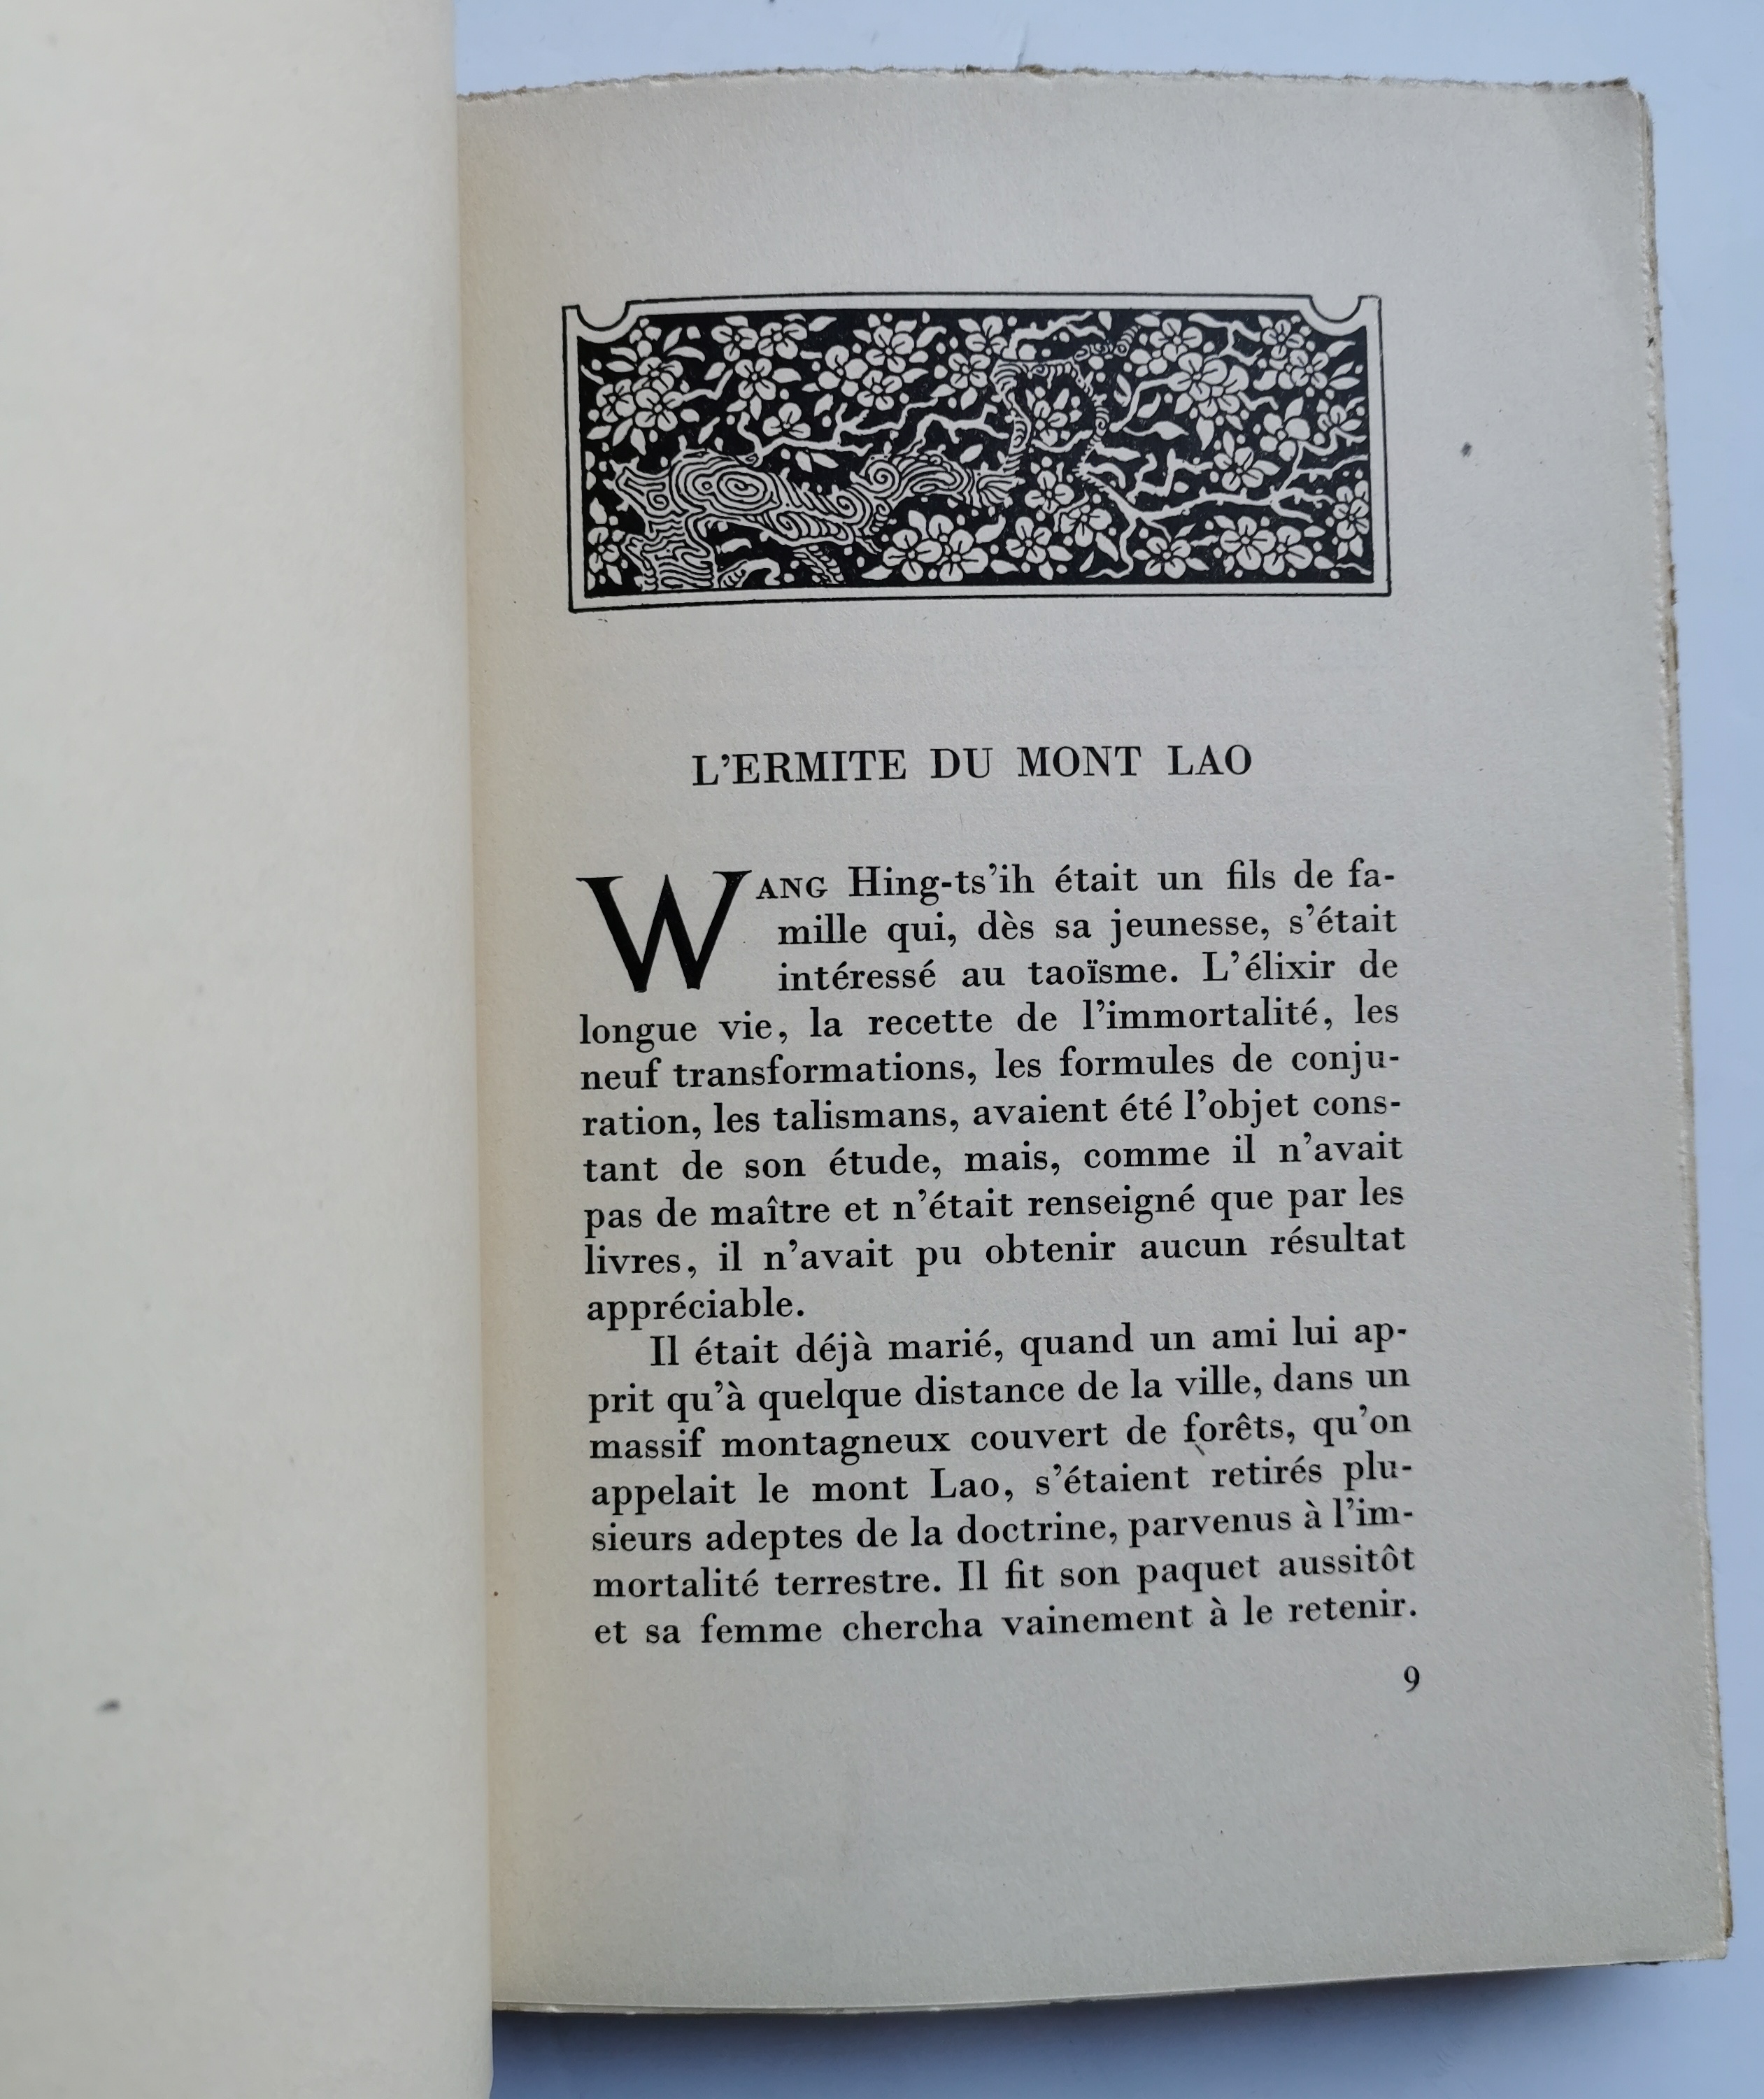 L'ERMITE DU MONT LAO
WANG Hing-ts'ih était un fils de fa-
mille qui, dès sa jeunesse, s'était
intéressé au taoïsme. L'élixir de
longue vie, la recette de l'immortalité, les
neuf transformations, les formules de conju-
ration, les talismans, avaient été l'objet cons-
tant de son étude, mais, comme il n'avait
pas de maître et n'était renseigné que par les
livres, il n'avait pu obtenir aucun résultat
appréciable.
Il était déjà marié, quand un ami lui ap-
prit qu'à quelque distance de la ville, dans un
massif montagneux couvert de forêts, qu'on
appelait le mont Lao, s'étaient retirés plu-
sieurs adeptes de la doctrine, parvenus à l'im-
mortalité terrestre. Il fit son paquet aussitôt
et sa femme chercha vainement à le retenir.
9